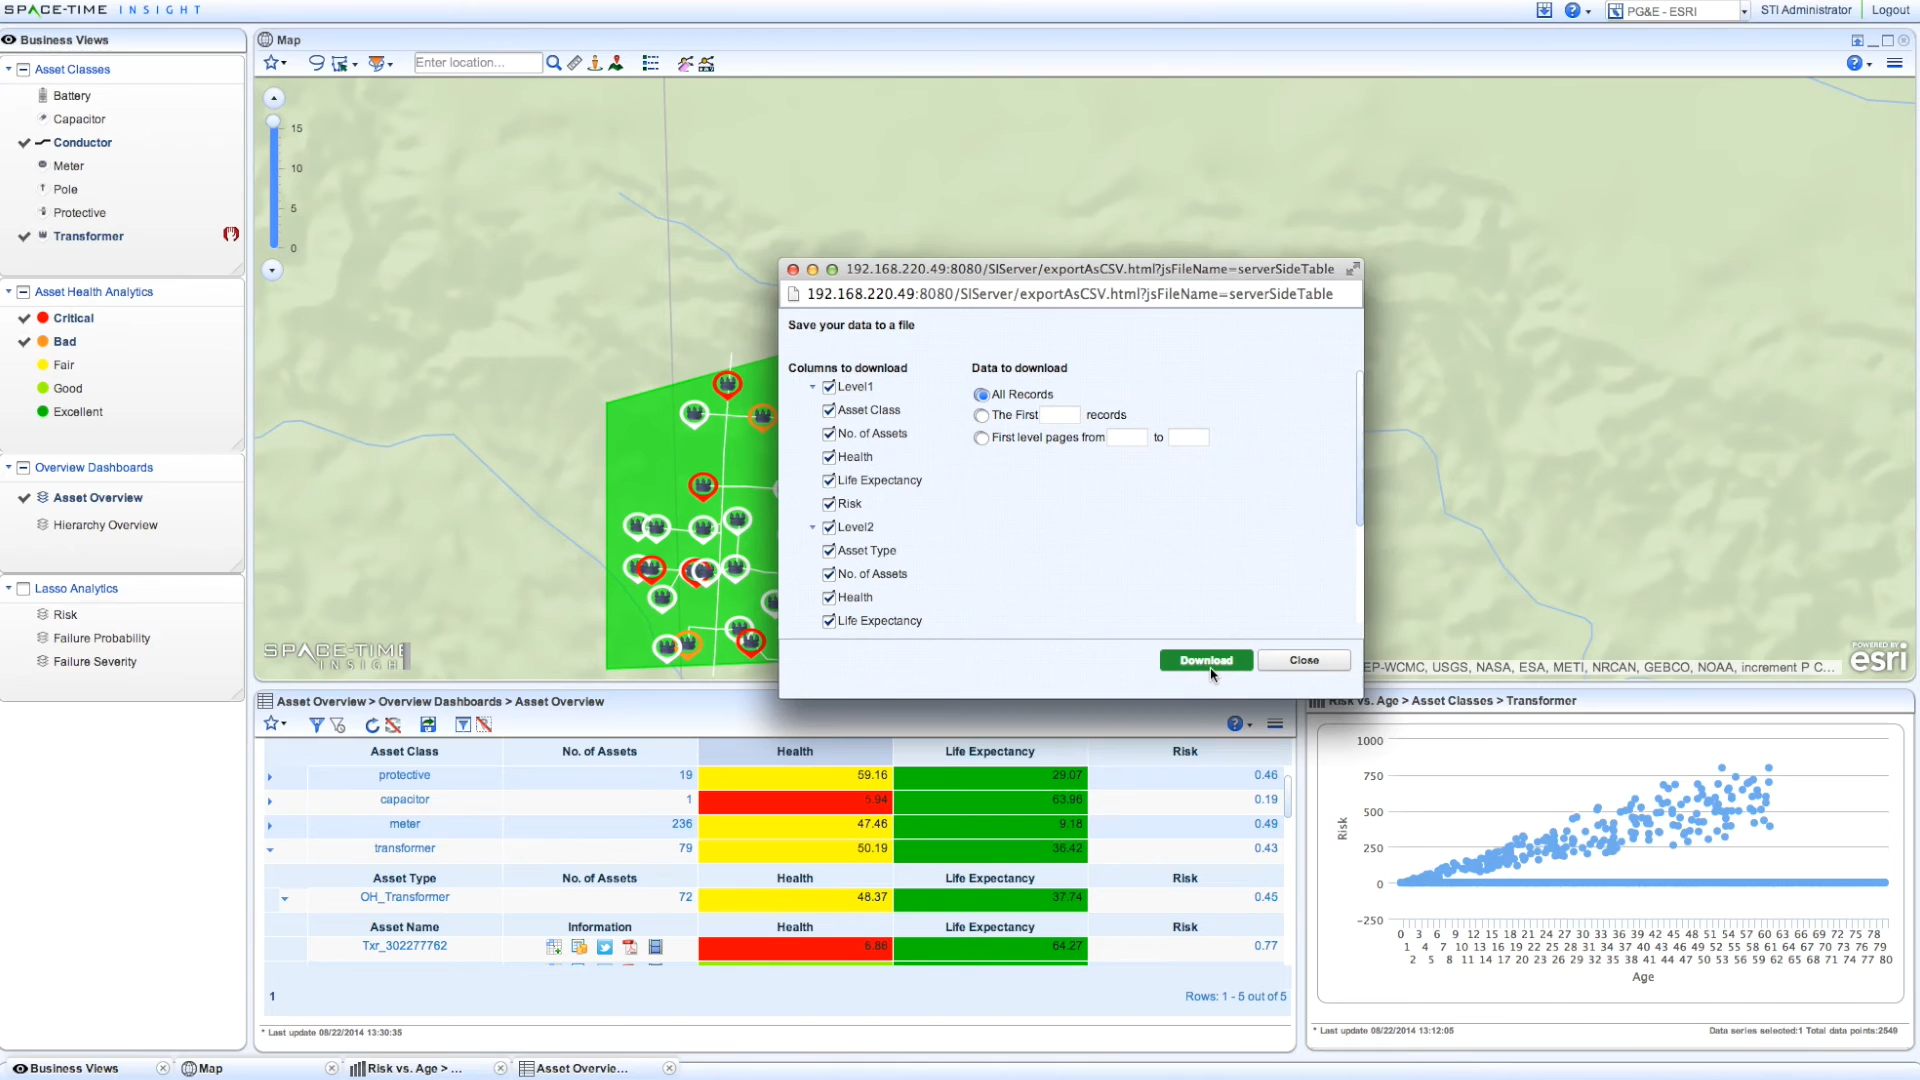 SPACE-TIME INSIGHT
PG&E - ESRI
STI Administrator
Logout
Business Views
Asset Classes
Battery
Capacitor
Conductor
Meter
Pole
Protective
Transformer
Asset Health Analytics
Critical
Bad
Fair
Good
Excellent
Overview Dashboards
Asset Overview
Hierarchy Overview
Lasso Analytics
Risk
Failure Probability
Failure Severity
Map
Enter location...
15
10
5
0
SPACE-TIME
INSIGH
192.168.220.49:8080/SIServer/exportAsCSV.html?jsFileName=serverSideTable
192.168.220.49:8080/SIServer/exportAsCSV.html?jsFileName=serverSideTable
Save your data to a file
Columns to download
Level1
Asset Class
No. of Assets
Health
Life Expectancy
Risk
Level2
Asset Type
No. of Assets
Health
Life Expectancy
Data to download
All Records
The First records
First level pages from to
Download
Close
EP-WCMC, USGS, NASA, ESA, METI, NRCAN, GEBCO, NOAA, increment P C...
POWERED BY
esri
Asset Overview > Overview Dashboards > Asset Overview
Asset Class No. of Assets Health Life Expectancy Risk
protective 19 59.16 29.07 0.46
capacitor 1 5.94 63.96 0.19
meter 236 47.46 9.18 0.49
transformer 79 50.19 36.42 0.43
Asset Type No. of Assets Health Life Expectancy Risk
OH_Transformer 72 48.37 37.74 0.45
Asset Name Information Health Life Expectancy Risk
Txr_302277762 6.86 64.27 0.77
1
Rows: 1 - 5 out of 5
* Last update 08/22/2014 13:30:35
Risk vs. Age > Asset Classes > Transformer
1000
750
500
250
0
-250
Risk
0 3 6 9 12 15 18 21 24 27 30 33 36 39 42 45 48 51 54 57 60 63 66 69 72 75 78
1 4 7 10 13 16 19 22 25 28 31 34 37 40 43 46 49 52 55 58 61 64 67 70 73 76 79
2 5 8 11 14 17 20 23 26 29 32 35 38 41 44 47 50 53 56 59 62 65 68 71 74 77 80
Age
* Last update 08/22/2014 13:12:05
Data series selected:1 Total data points:2549
Business Views
Map
Risk vs. Age > ...
Asset Overvie...